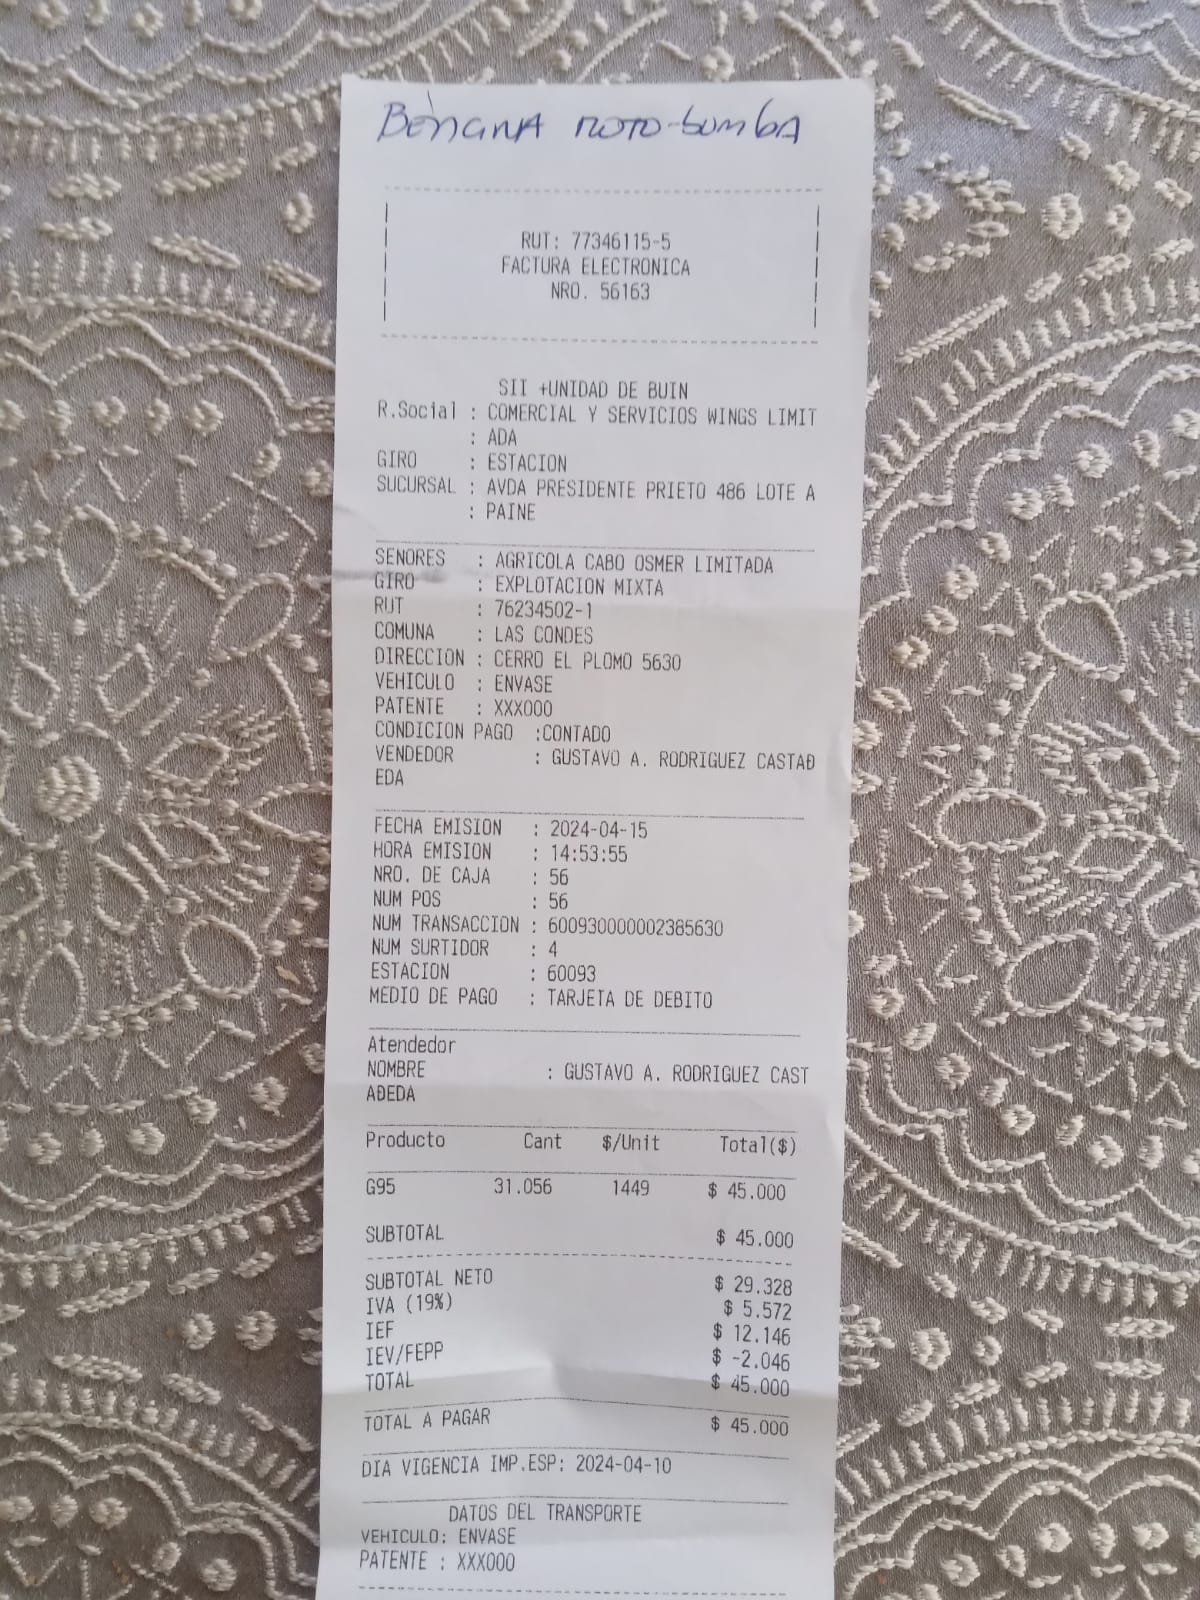 Bencina moto-bomba
RUT: 77346115-5
FACTURA ELECTRONICA
NRO. 56163
SII +UNIDAD DE BUIN
R.Social : COMERCIAL Y SERVICIOS WINGS LIMIT
: ADA
GIRO : ESTACION
SUCURSAL : AVDA PRESIDENTE PRIETO 486 LOTE A
: PAINE
SENORES : AGRICOLA CABO OSMER LIMITADA
GIRO : EXPLOTACION MIXTA
RUT : 76234502-1
COMUNA : LAS CONDES
DIRECCION : CERRO EL PLOMO 5630
VEHICULO : ENVASE
PATENTE : XXX000
CONDICION PAGO :CONTADO
VENDEDOR : GUSTAVO A. RODRIGUEZ CASTAÐ
EDA
FECHA EMISION : 2024-04-15
HORA EMISION : 14:53:55
NRO. DE CAJA : 56
NUM POS : 56
NUM TRANSACCION : 600930000002385630
NUM SURTIDOR : 4
ESTACION : 60093
MEDIO DE PAGO : TARJETA DE DEBITO
Atendedor
NOMBRE : GUSTAVO A. RODRIGUEZ CAST
AÐEDA
Producto Cant $/Unit Total($)
G95 31.056 1449 $ 45.000
SUBTOTAL $ 45.000
SUBTOTAL NETO $ 29.328
IVA (19%) $ 5.572
IEF $ 12.146
IEV/FEPP $ -2.046
TOTAL $ 45.000
TOTAL A PAGAR $ 45.000
DIA VIGENCIA IMP.ESP: 2024-04-10
DATOS DEL TRANSPORTE
VEHICULO: ENVASE
PATENTE : XXX000